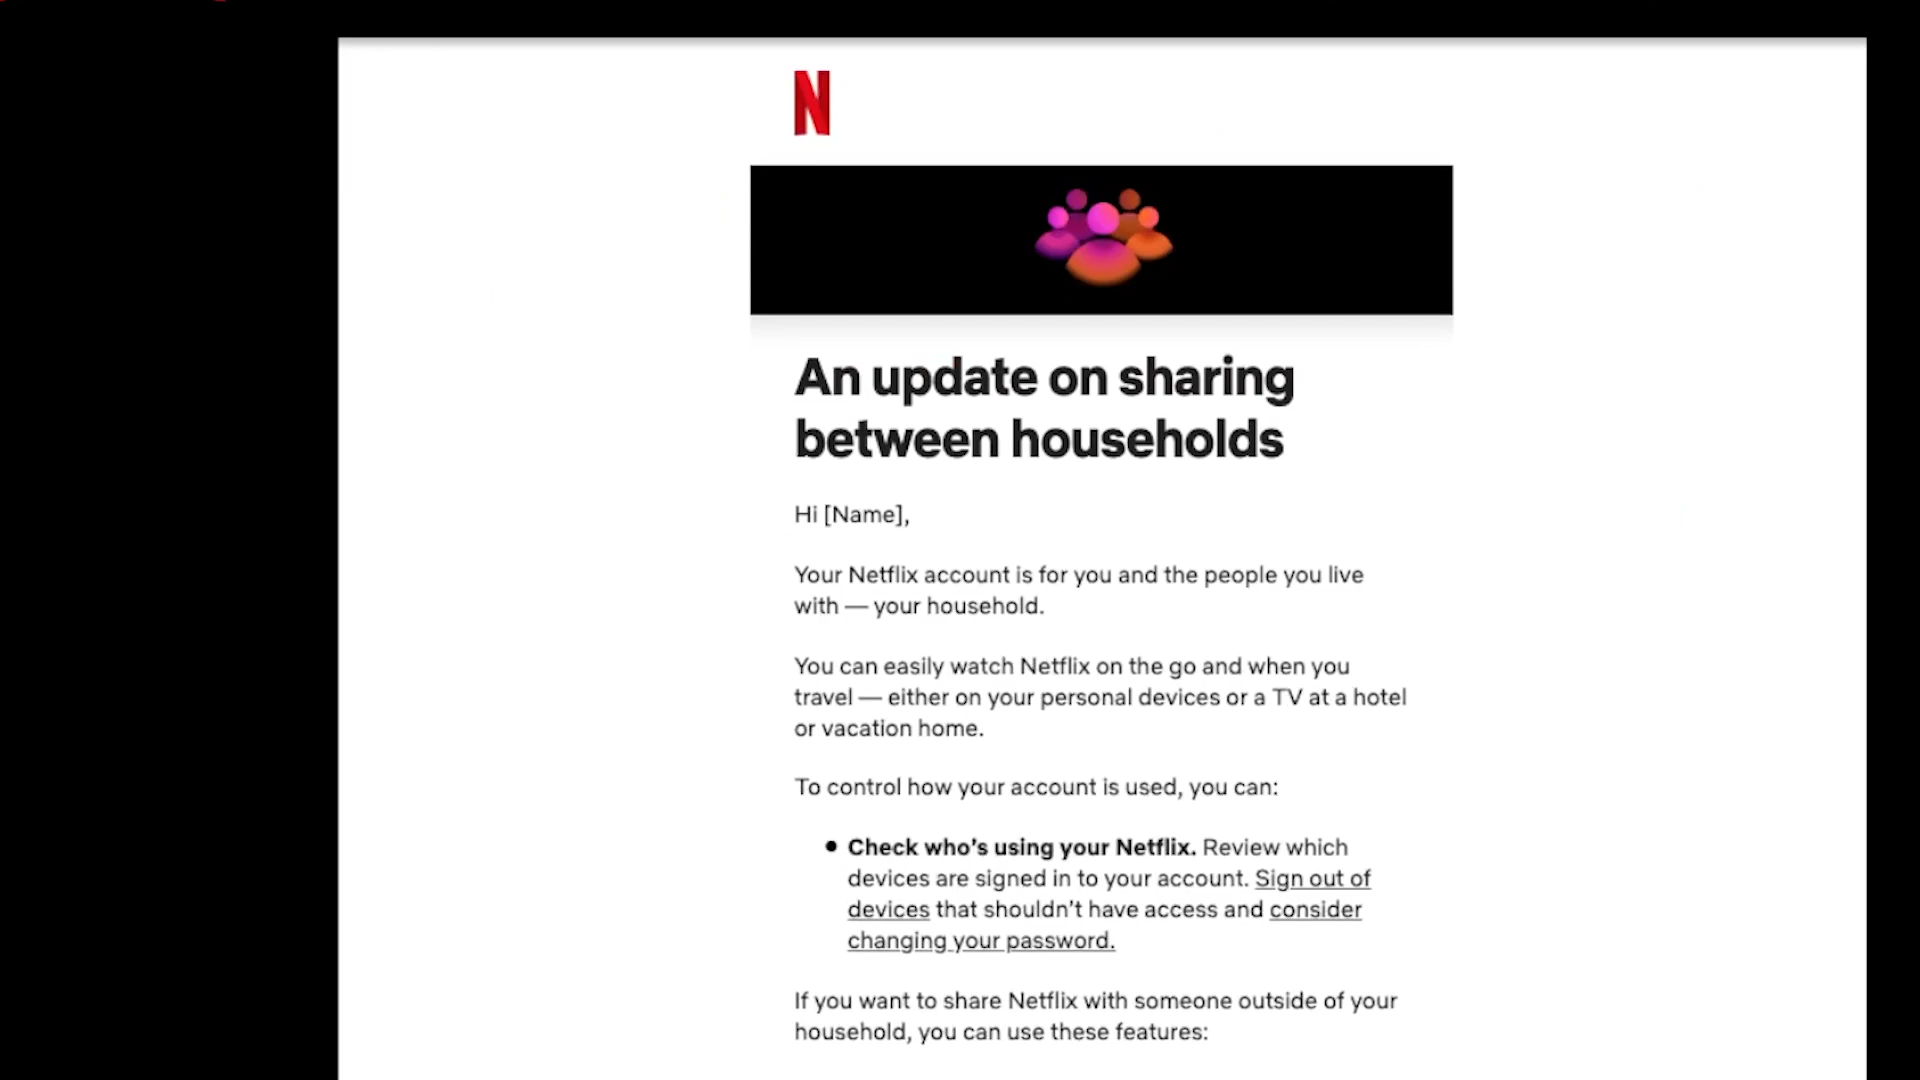 N
An update on sharing
between households
Hi [Name],
Your Netflix account is for you and the people you live
with — your household.
You can easily watch Netflix on the go and when you
travel — either on your personal devices or a TV at a hotel
or vacation home.
To control how your account is used, you can:
• Check who's using your Netflix. Review which
devices are signed in to your account. Sign out of
devices that shouldn't have access and consider
changing your password.
If you want to share Netflix with someone outside of your
household, you can use these features: